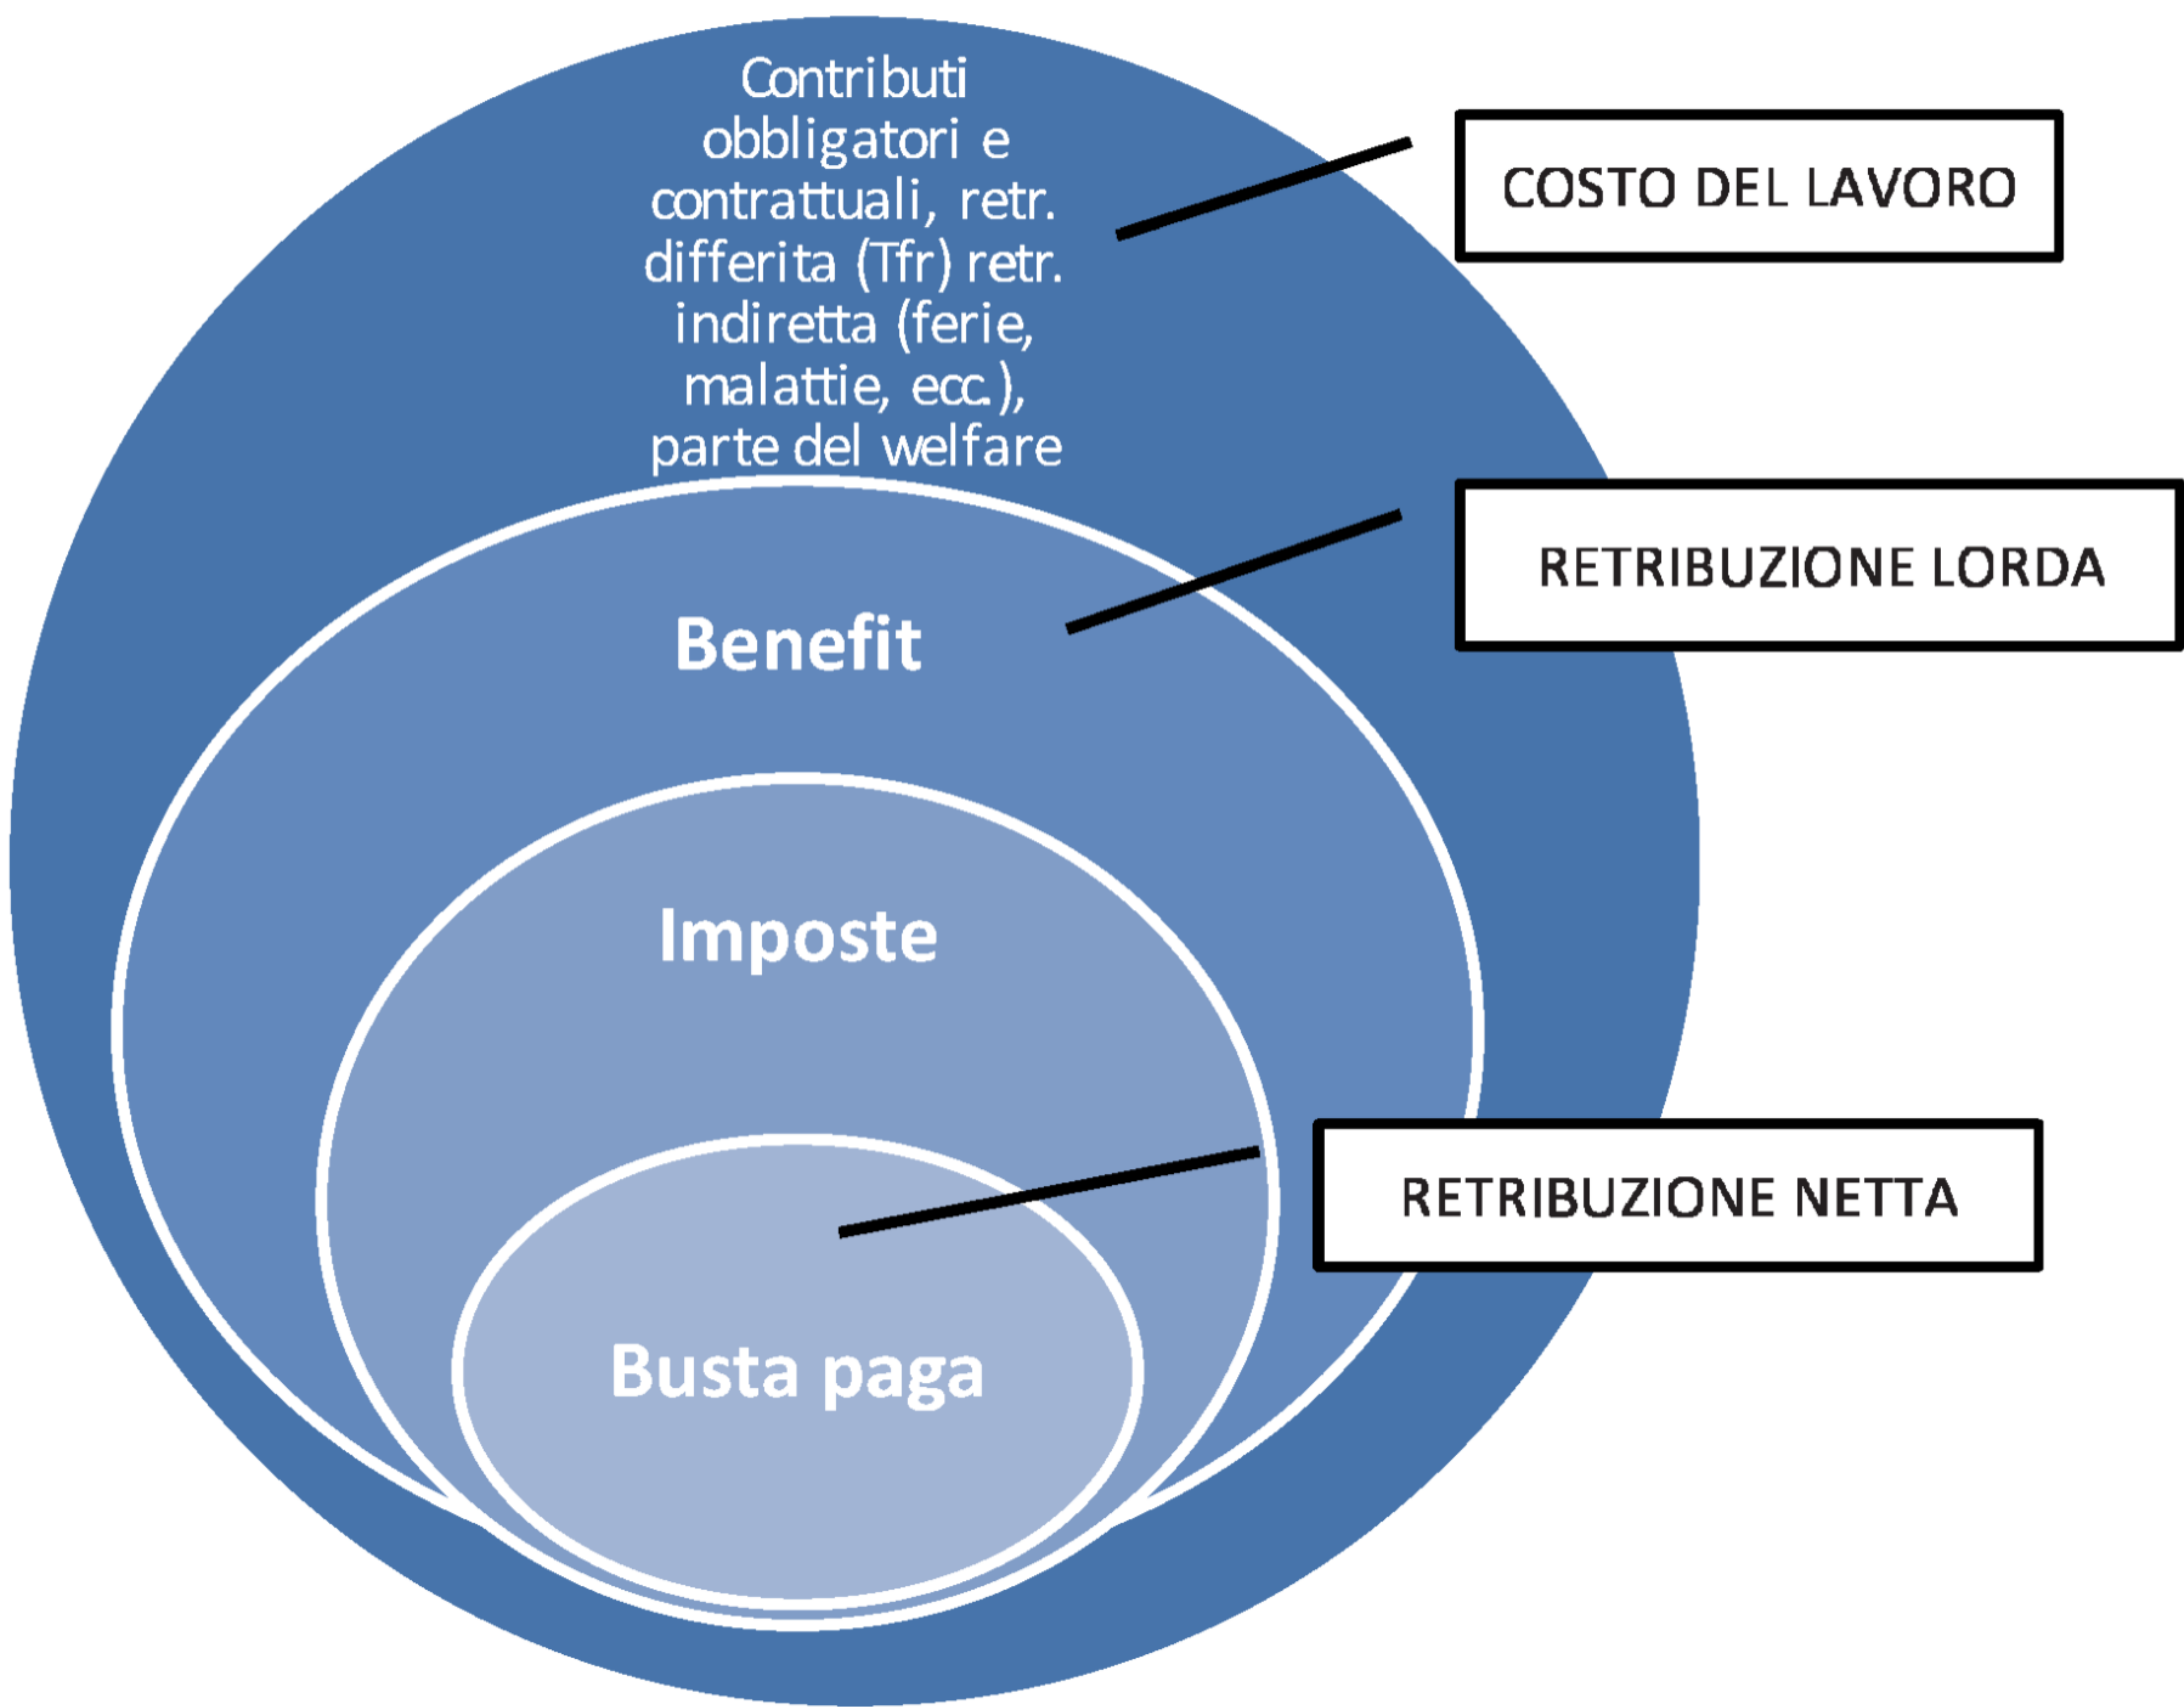 Contributi
obbligatori e
contrattuali, retr.
differita (Tfr) retr.
indiretta (ferie,
malattie, ecc.),
parte del welfare
COSTO DEL LAVORO
Benefit
RETRIBUZIONE LORDA
Imposte
RETRIBUZIONE NETTA
Busta paga